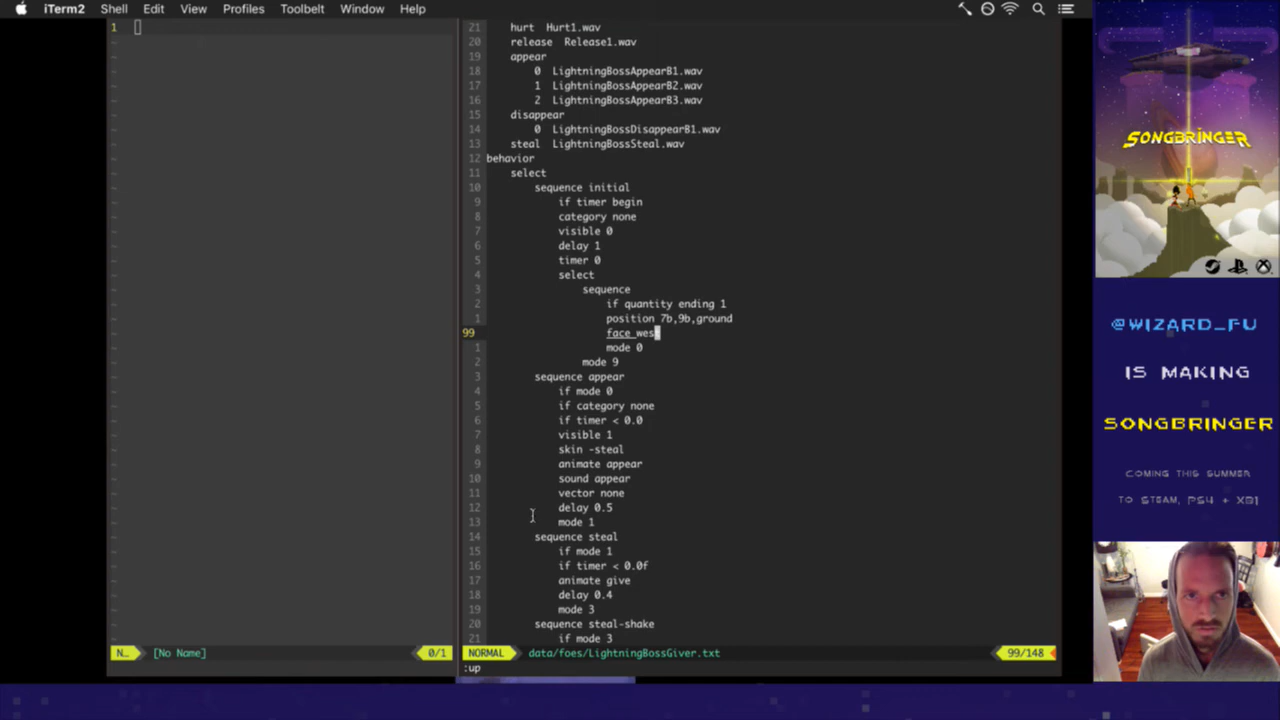 iTerm2 Shell Edit View Profiles Toolbelt Window Help
1
21 hurt Hurt1.wav
20 release Release1.wav
19 appear
18 0 LightningBossAppearB1.wav
17 1 LightningBossAppearB2.wav
16 2 LightningBossAppearB3.wav
15 disappear
14 0 LightningBossDisappearB1.wav
13 steal LightningBossSteal.wav
12 behavior
11 select
10 sequence initial
9 if timer begin
8 category none
7 visible 0
6 delay 1
5 timer 0
4 select
3 sequence
2 if quantity ending 1
1 position 7b,9b,ground
99 face west
1 mode 0
2 mode 9
3 sequence appear
4 if mode 0
5 if category none
6 if timer < 0.0
7 visible 1
8 skin -steal
9 animate appear
10 sound appear
11 vector none
12 delay 0.5
13 mode 1
14 sequence steal
15 if mode 1
16 if timer < 0.0f
17 animate give
18 delay 0.4
19 mode 3
20 sequence steal-shake
21 if mode 3
N… [No Name] 0/1
NORMAL data/foes/LightningBossGiver.txt 99/148
:up
SONGBRINGER
@WIZARD_FU
IS MAKING
SONGBRINGER
COMING THIS SUMMER
TO STEAM, PS4 + XB1